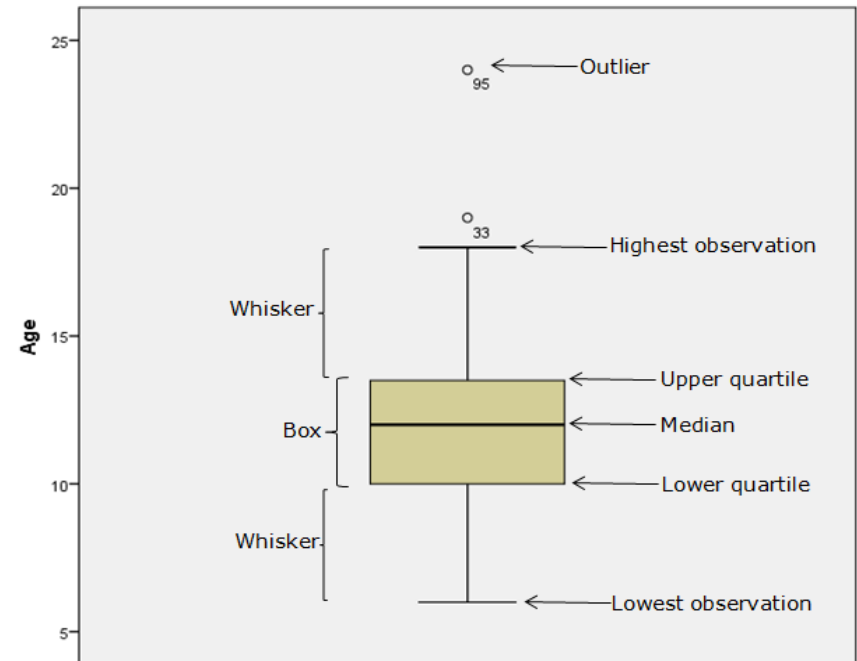 25
Outlier
95
20
33
Highest observation
Whisker
Age
15
Upper quartile
Box
Median
10
Lower quartile
Whisker
Lowest observation
5